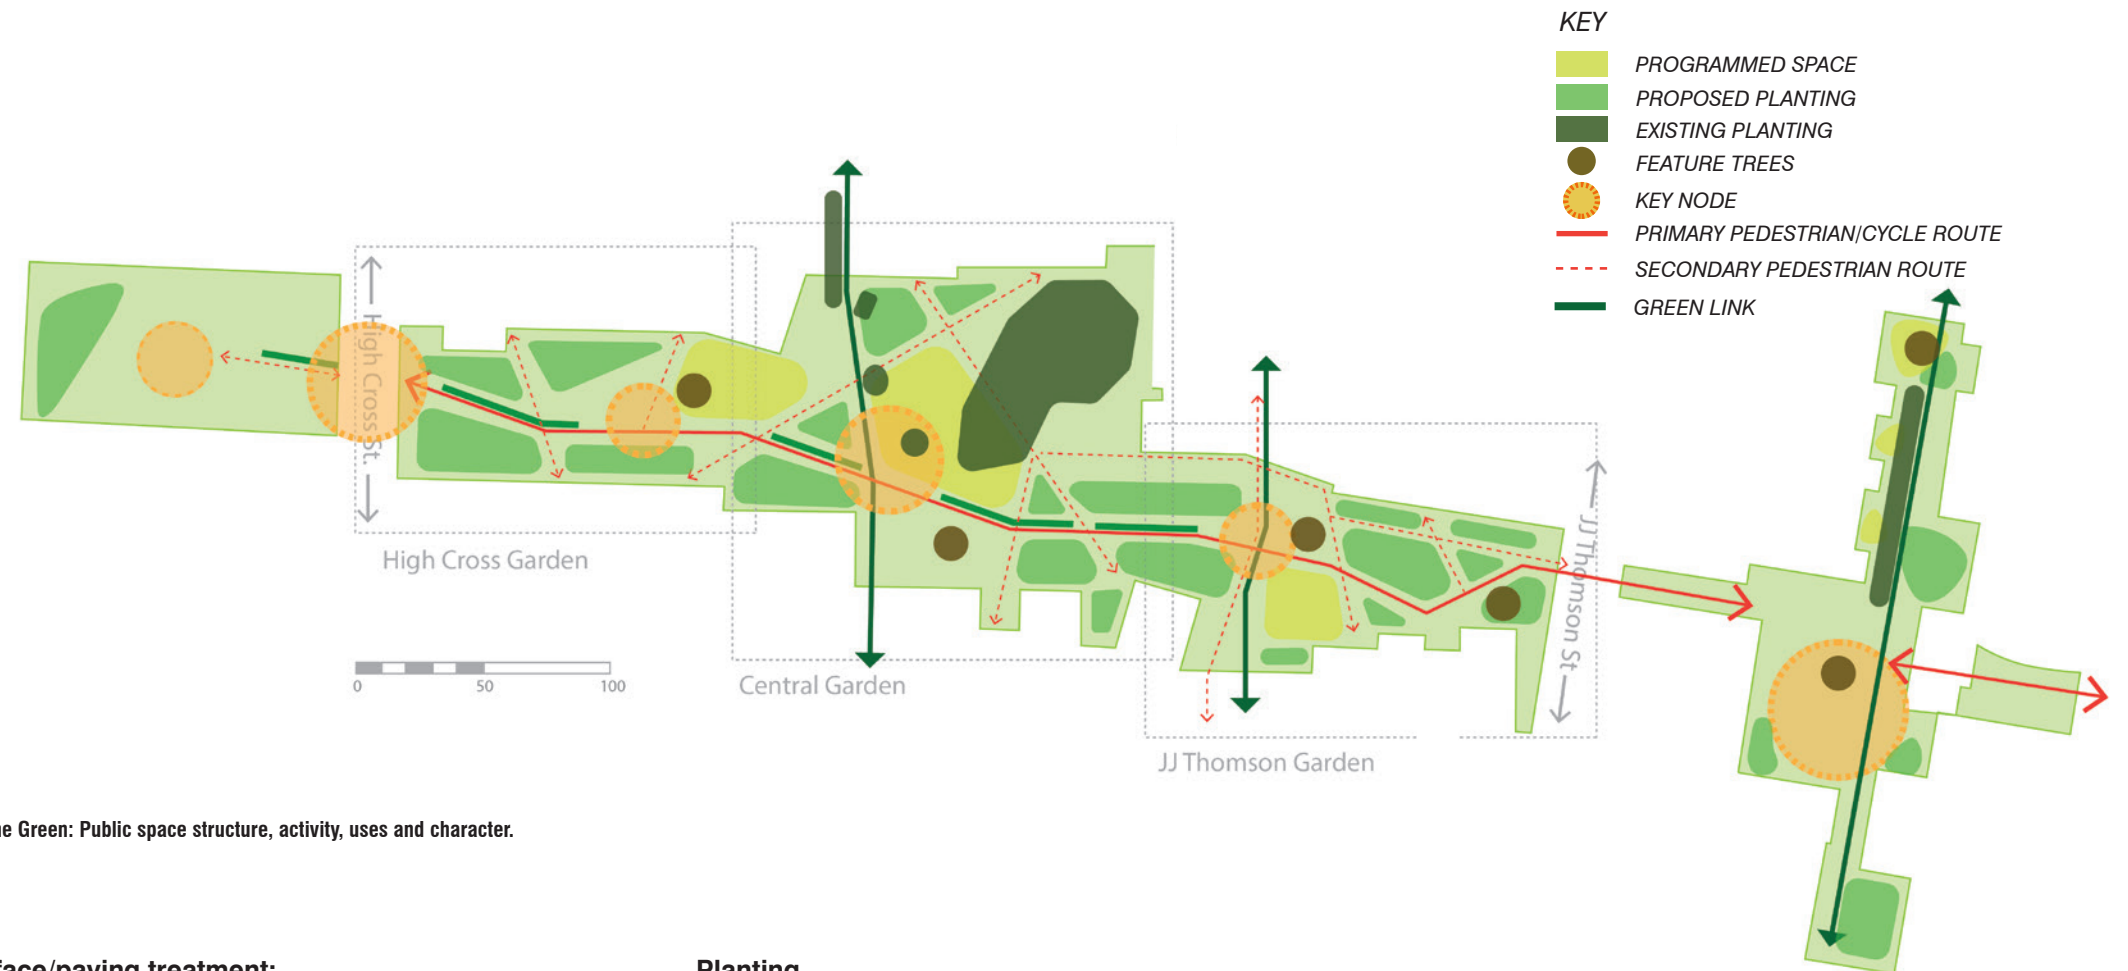 KEY
PROGRAMMED SPACE
PROPOSED PLANTING
EXISTING PLANTING
FEATURE TREES
KEY NODE
PRIMARY PEDESTRIAN/CYCLE ROUTE
SECONDARY PEDESTRIAN ROUTE
GREEN LINK
High Cross St.
High Cross Garden
0 50 100
Central Garden
JJ Thomson St
JJ Thomson Garden
Green: Public space structure, activity, uses and character.
treatment:
Planting